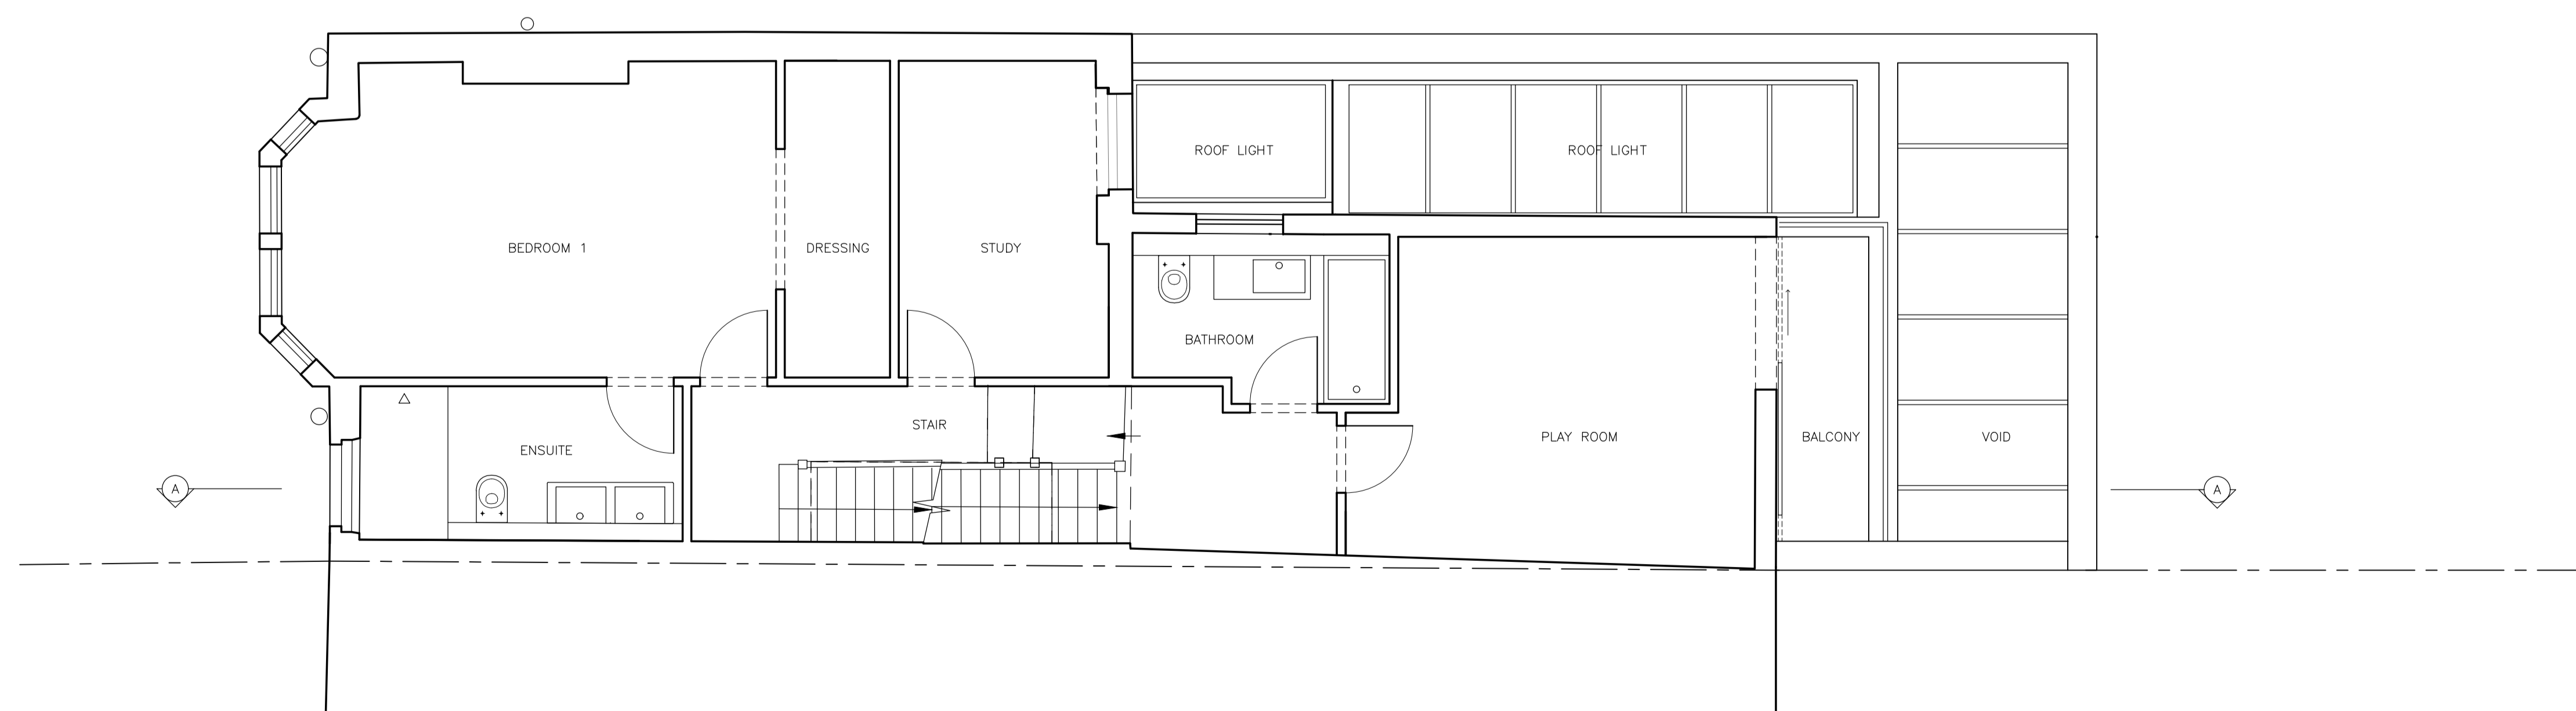 ROOF LIGHT
ROOF LIGHT
BEDROOM 1
DRESSING
STUDY
BATHROOM
STAIR
ENSUITE
PLAY ROOM
BALCONY
VOID
A
A